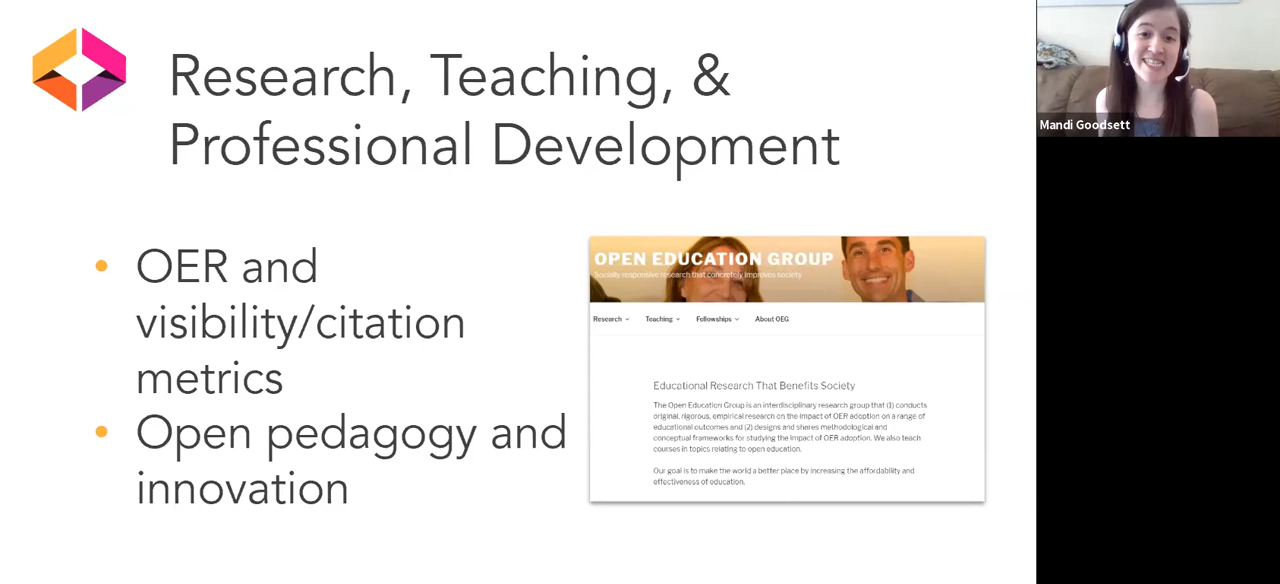 Research, Teaching, &
Professional Development
• OER and
visibility/citation
metrics
• Open pedagogy and
innovation
OPEN EDUCATION GROUP
Socially responsive research that concretely improves society
Research
Teaching
Fellowships
About OEG
Educational Research That Benefits Society
The Open Education Group is an interdisciplinary research group that (1) conducts
original, rigorous, empirical research on the impact of OER adoption on a range of
educational outcomes and (2) designs and shares methodological and
conceptual frameworks for studying the impact of OER adoption. We also teach
courses in topics relating to open education.
Our goal is to make the world a better place by increasing the affordability and
effectiveness of education.
Mandi Goodsett